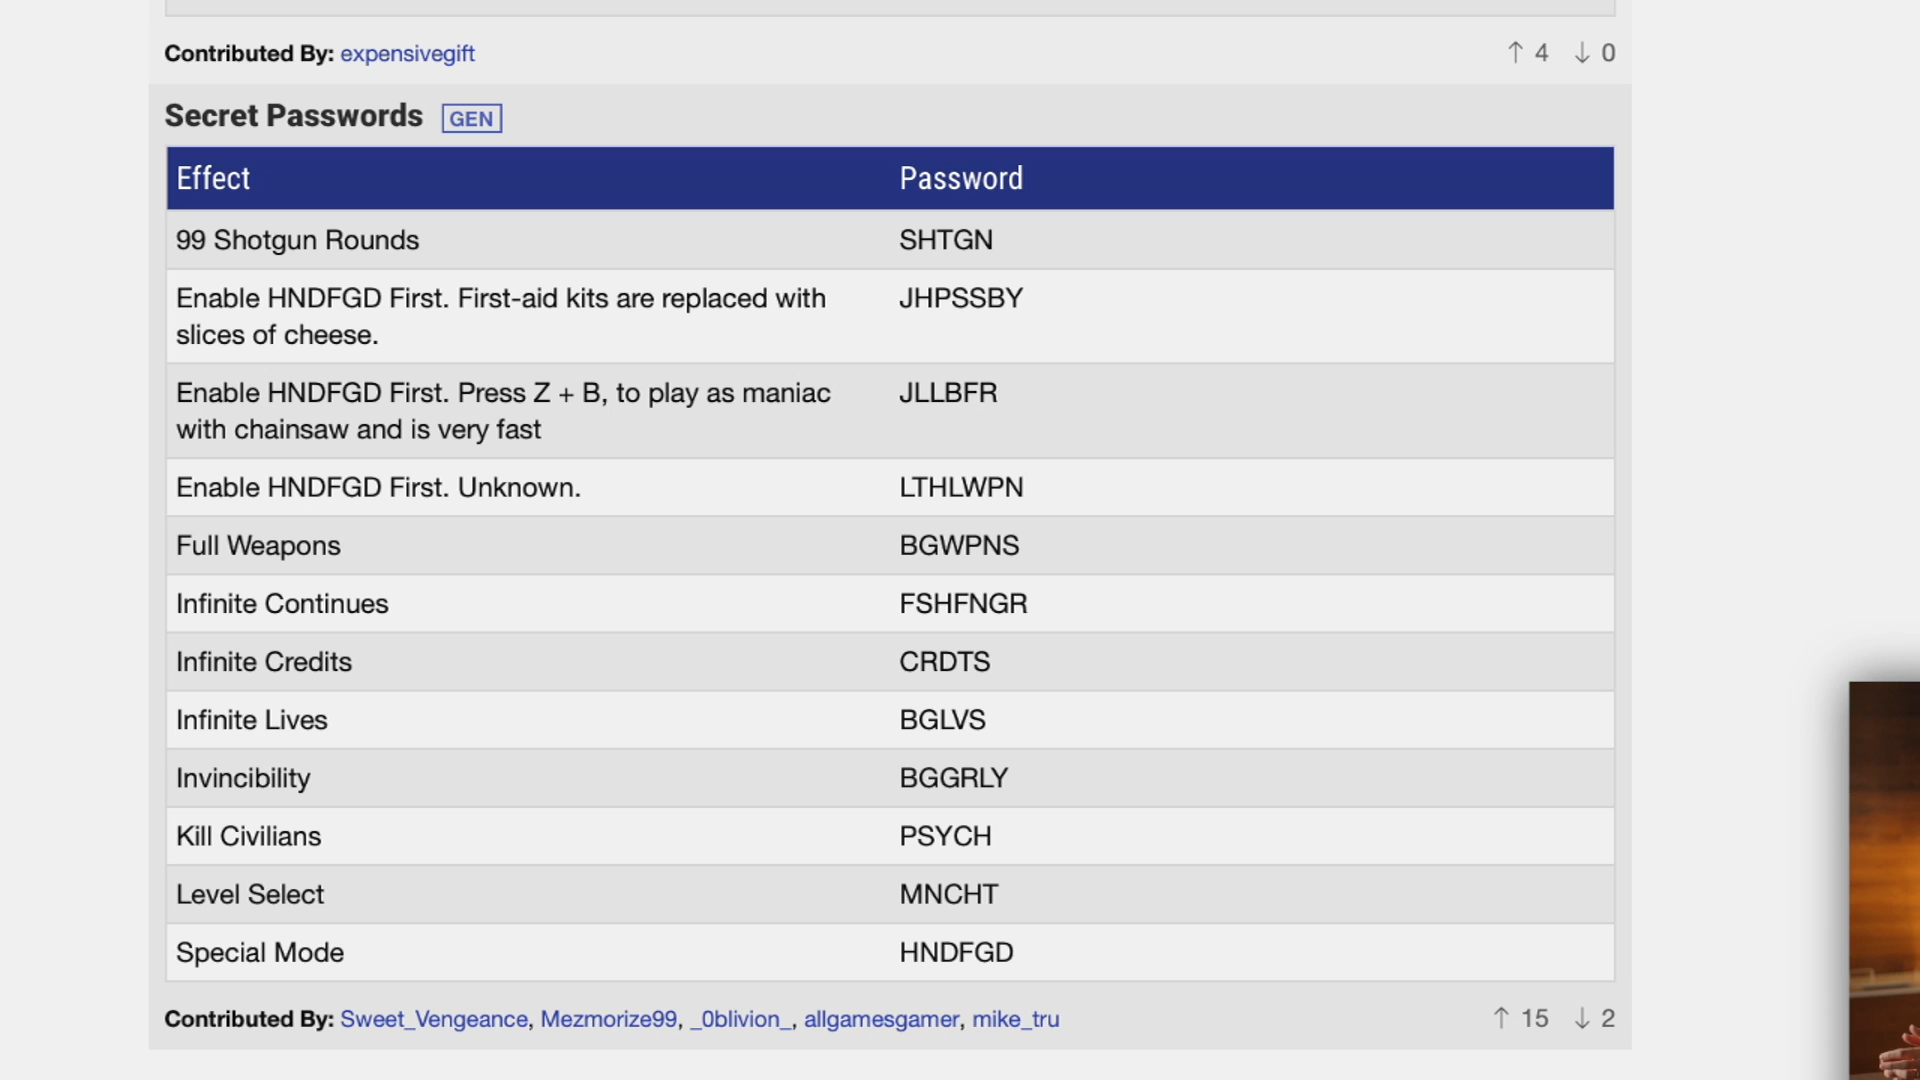 Contributed By: expensivegift ↑ 4 ↓ 0
Secret Passwords GEN
Effect Password
99 Shotgun Rounds SHTGN
Enable HNDFGD First. First-aid kits are replaced with JHPSSBY
slices of cheese.
Enable HNDFGD First. Press Z + B, to play as maniac JLLBFR
with chainsaw and is very fast
Enable HNDFGD First. Unknown. LTHLWPN
Full Weapons BGWPNS
Infinite Continues FSHFNGR
Infinite Credits CRDTS
Infinite Lives BGLVS
Invincibility BGGRLY
Kill Civilians PSYCH
Level Select MNCHT
Special Mode HNDFGD
Contributed By: Sweet_Vengeance, Mezmorize99, _0blivion_, allgamesgamer, mike_tru ↑ 15 ↓ 2